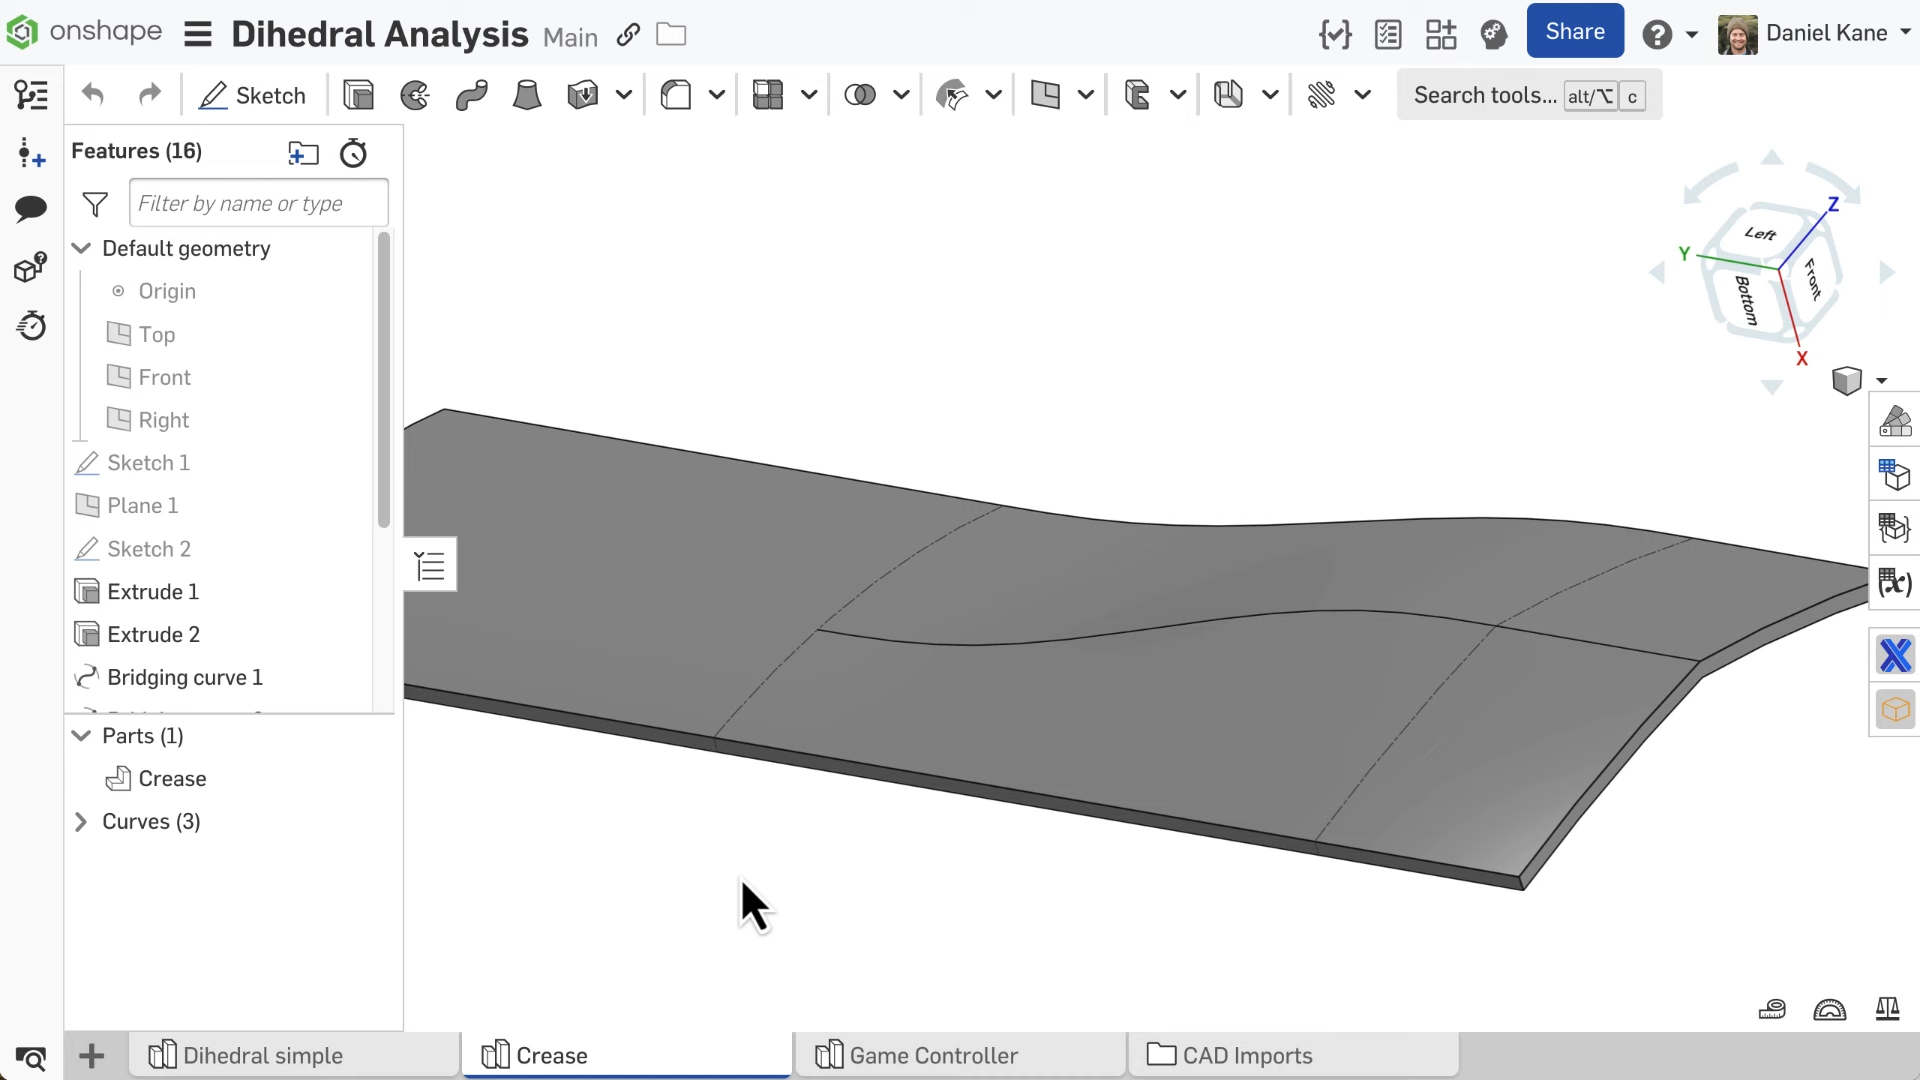 onshape
Dihedral Analysis Main
Share
Daniel Kane
Sketch
Search tools... alt/⌥ c
Features (16)
Filter by name or type
Default geometry
Origin
Top
Front
Right
Sketch 1
Plane 1
Sketch 2
Extrude 1
Extrude 2
Bridging curve 1
Parts (1)
Crease
Curves (3)
Z
Left
Y
Front
Bottom
X
Dihedral simple
Crease
Game Controller
CAD Imports